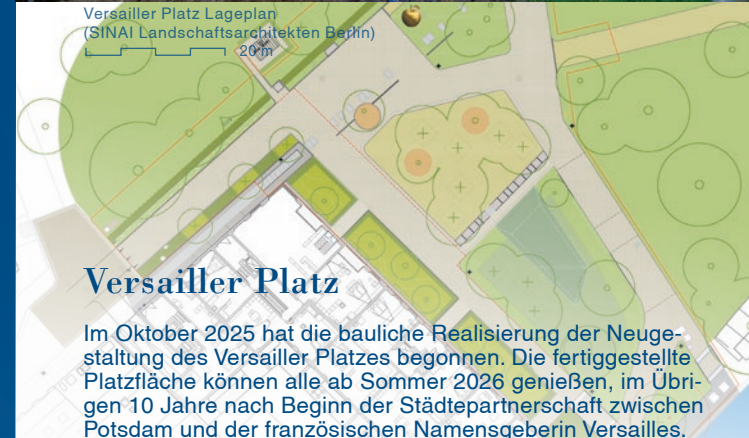 Versailler Platz Lageplan
(SINAI Landschaftsarchitekten Berlin)
20 m
Versailler Platz
Im Oktober 2025 hat die bauliche Realisierung der Neuge-
staltung des Versailler Platzes begonnen. Die fertiggestellte
Platzfläche können alle ab Sommer 2026 genießen, im Übri-
gen 10 Jahre nach Beginn der Städtepartnerschaft zwischen
Potsdam und der französischen Namensgeberin Versailles.